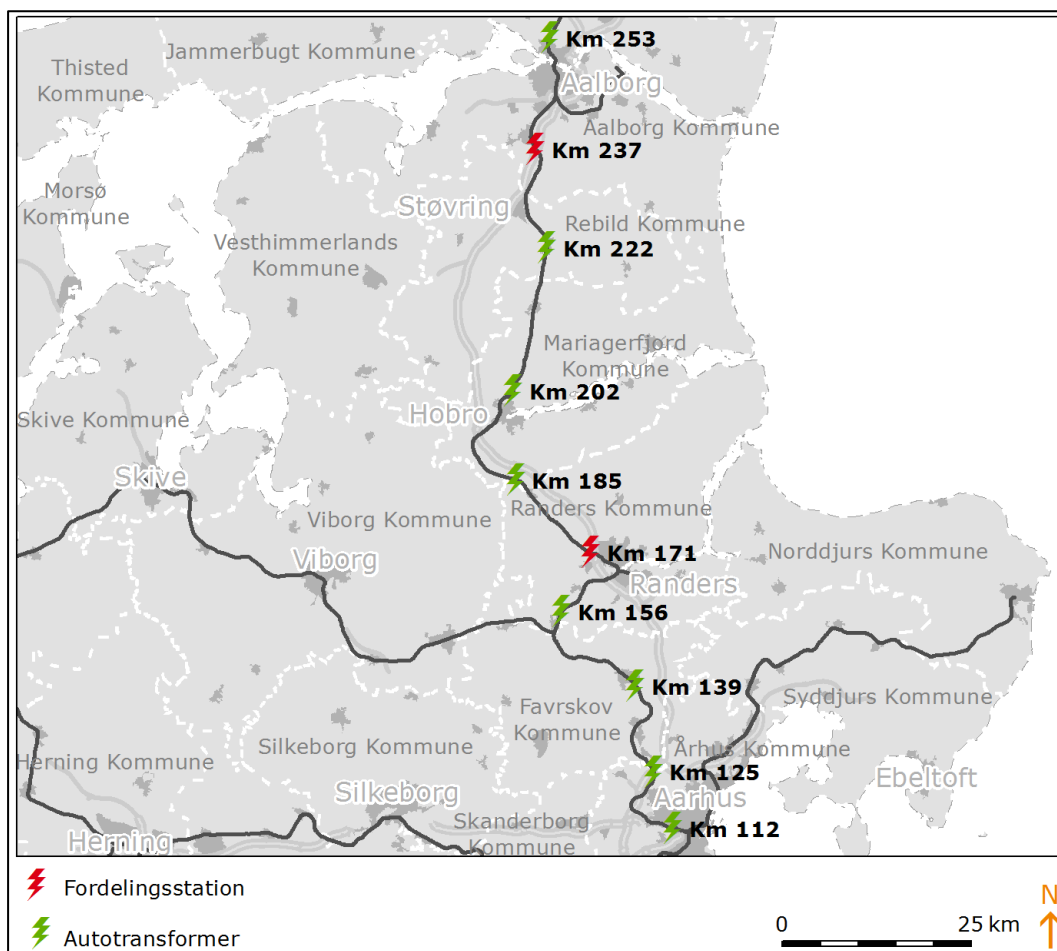 Km 253
Jammerbugt Kommune
Thisted
Kommune
Aalborg
Aalborg Kommune
Km 237
Morsø
Kommune
Støvring
Rebild Kommune
Km 222
Vesthimmerlands
Kommune
Mariagerfjord
Kommune
Km 202
Hobro
Skive Kommune
Skive
Km 185
Randers Kommune
Viborg Kommune
Km 171
Norddjurs Kommune
Viborg
Randers
Km 156
Km 139
Syddjurs Kommune
Favrskov
Kommune
Silkeborg Kommune
Århus Kommune
Herning Kommune
Km 125
Ebeltoft
Silkeborg
Aarhus
Skanderborg
Kommune
Km 112
Herning
Fordelingsstation
Autotransformer
0 25 km
N